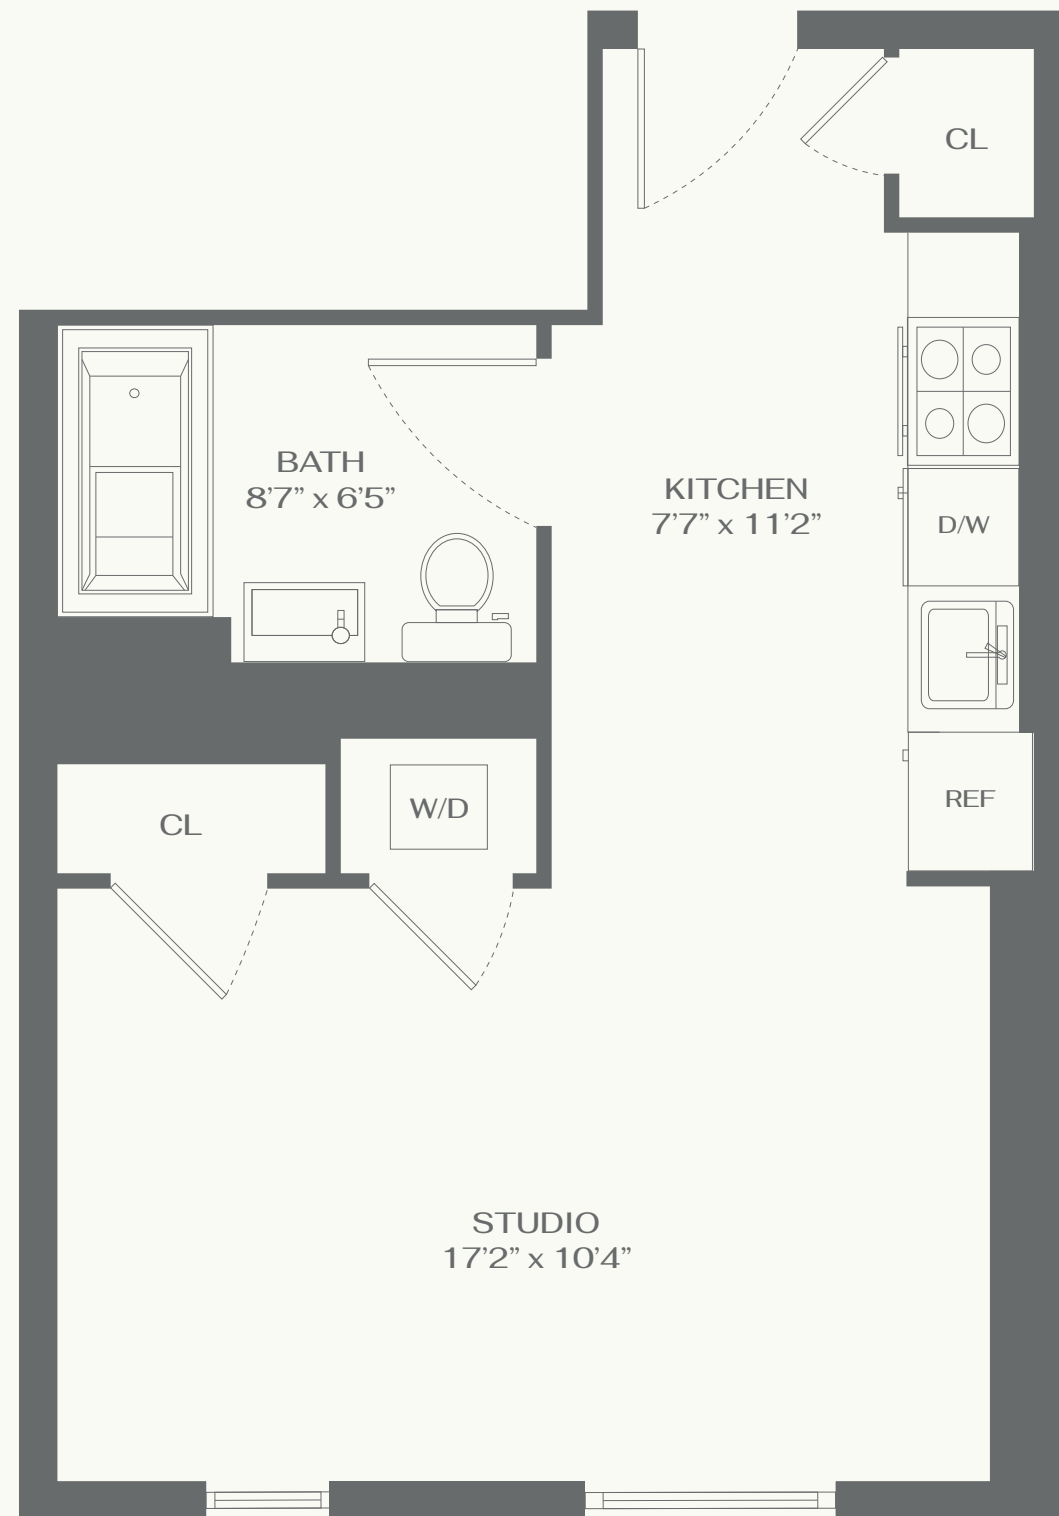 CL
BATH
8’7” x 6’5”
KITCHEN
7’7” x 11’2”
D/W
REF
CL
W/D
STUDIO
17’2” x 10’4”